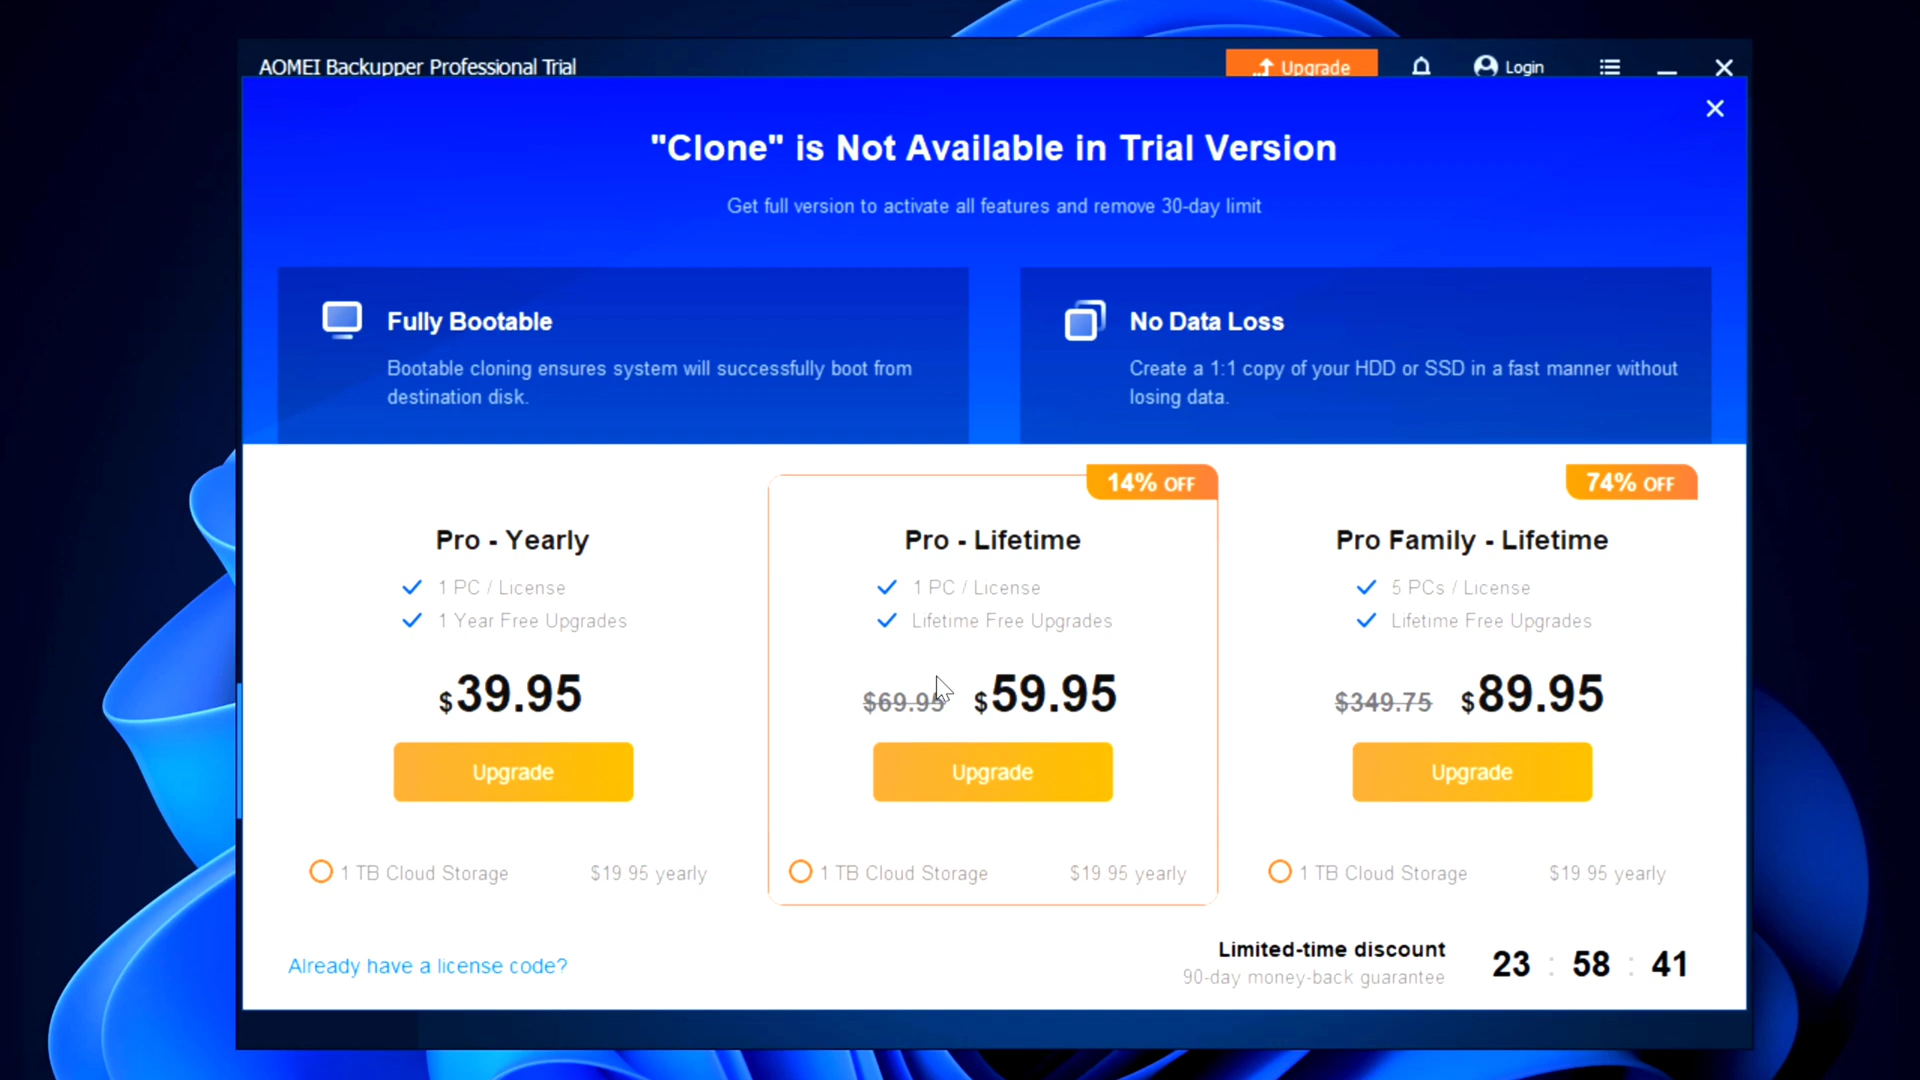 AOMEI Backupper Professional Trial
Upgrade
Login
"Clone" is Not Available in Trial Version
Get full version to activate all features and remove 30-day limit
Fully Bootable
Bootable cloning ensures system will successfully boot from
destination disk.
No Data Loss
Create a 1:1 copy of your HDD or SSD in a fast manner without
losing data.
Pro - Yearly
1 PC / License
1 Year Free Upgrades
$39.95
Upgrade
1 TB Cloud Storage $19 95 yearly
14% OFF
Pro - Lifetime
1 PC / License
Lifetime Free Upgrades
$69.95 $59.95
Upgrade
1 TB Cloud Storage $19 95 yearly
74% OFF
Pro Family - Lifetime
5 PCs / License
Lifetime Free Upgrades
$349.75 $89.95
Upgrade
1 TB Cloud Storage $19 95 yearly
Already have a license code?
Limited-time discount
90-day money-back guarantee
23 : 58 : 41